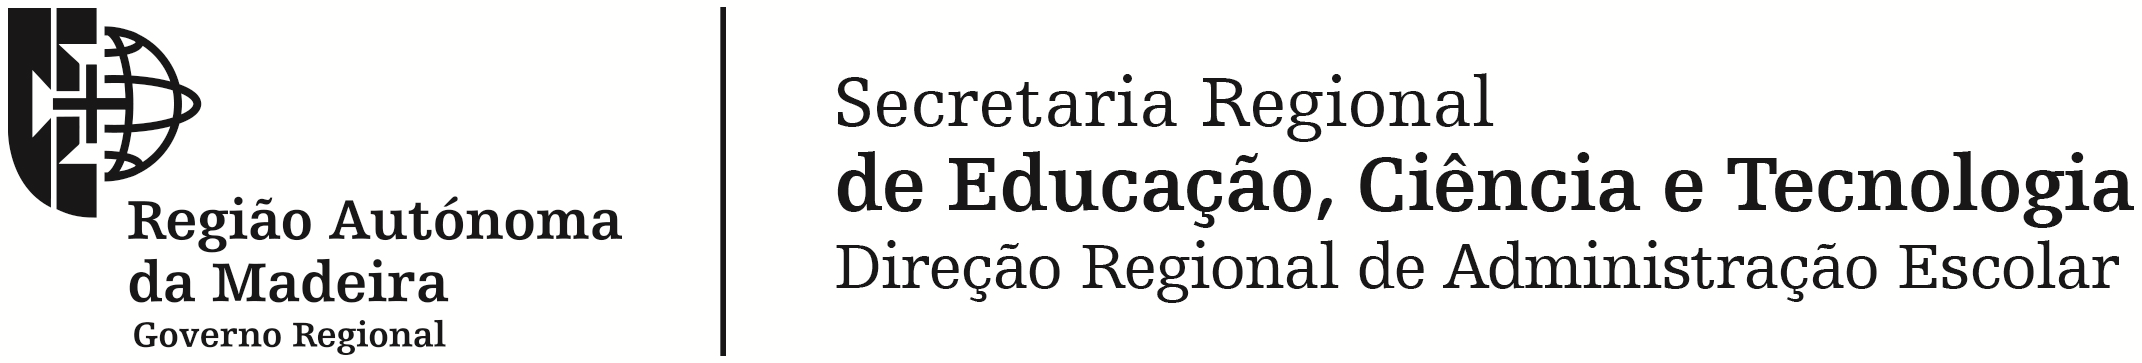 Região Autónoma
da Madeira
Governo Regional
Secretaria Regional
de Educação, Ciência e Tecnologia
Direção Regional de Administração Escolar